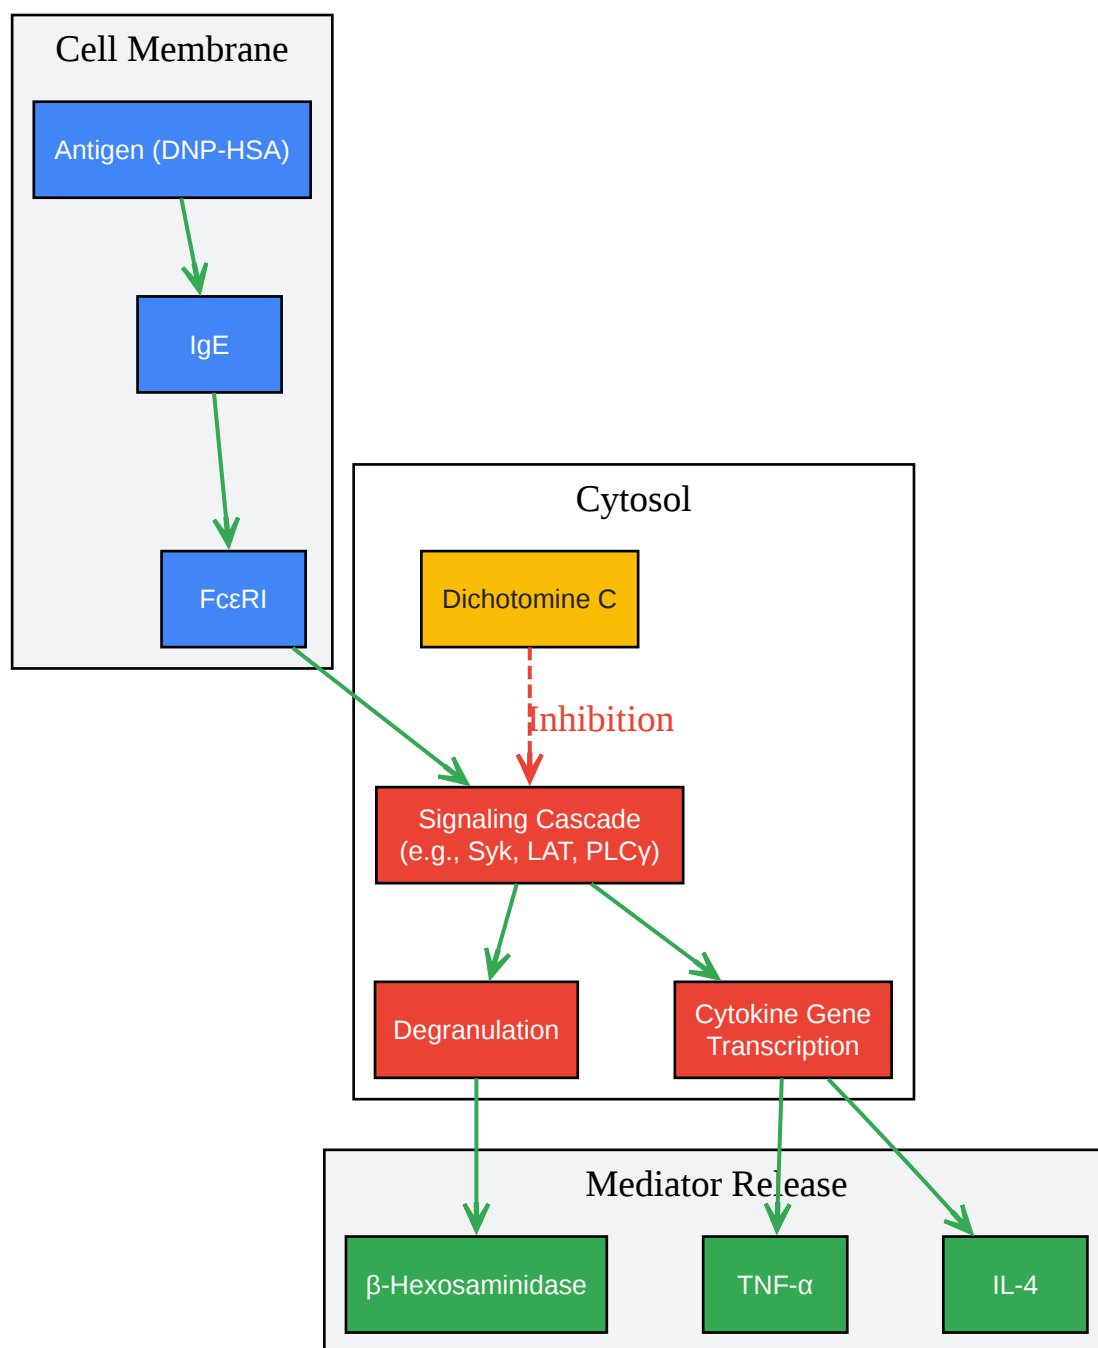 Cell Membrane
Antigen (DNP-HSA)
IgE
FcεRI
Cytosol
Dichotomine C
Inhibition
Signaling Cascade
(e.g., Syk, LAT, PLCγ)
Degranulation
Cytokine Gene
Transcription
Mediator Release
β-Hexosaminidase
TNF-α
IL-4